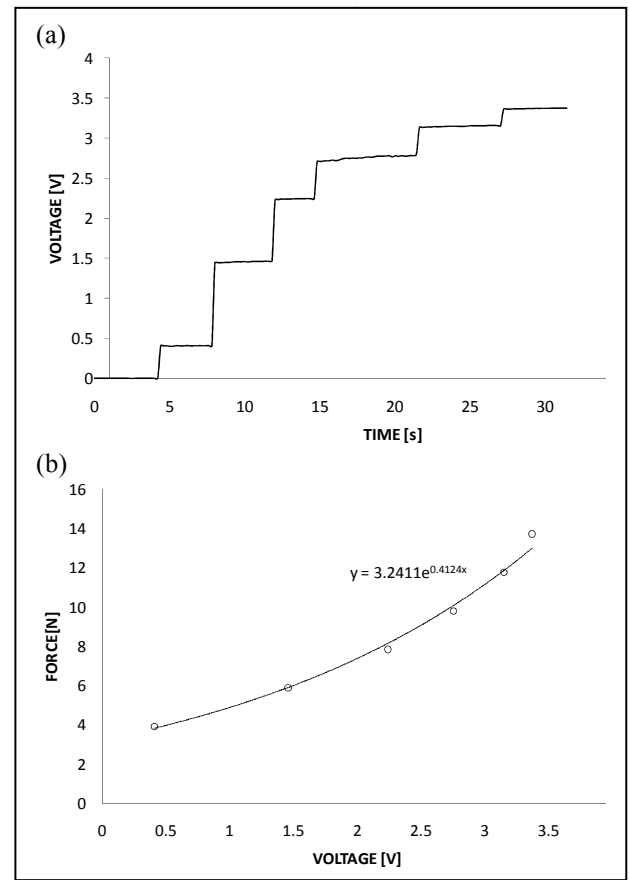 (a)
4
3.5
3
2.5
2
1.5
1
0.5
0
VOLTAGE [V]
0 5 10 15 20 25 30
TIME [s]
(b)
16
14
12
10
8
6
4
2
0
FORCE[N]
y = 3.2411e^0.4124x
0 0.5 1 1.5 2 2.5 3 3.5
VOLTAGE [V]